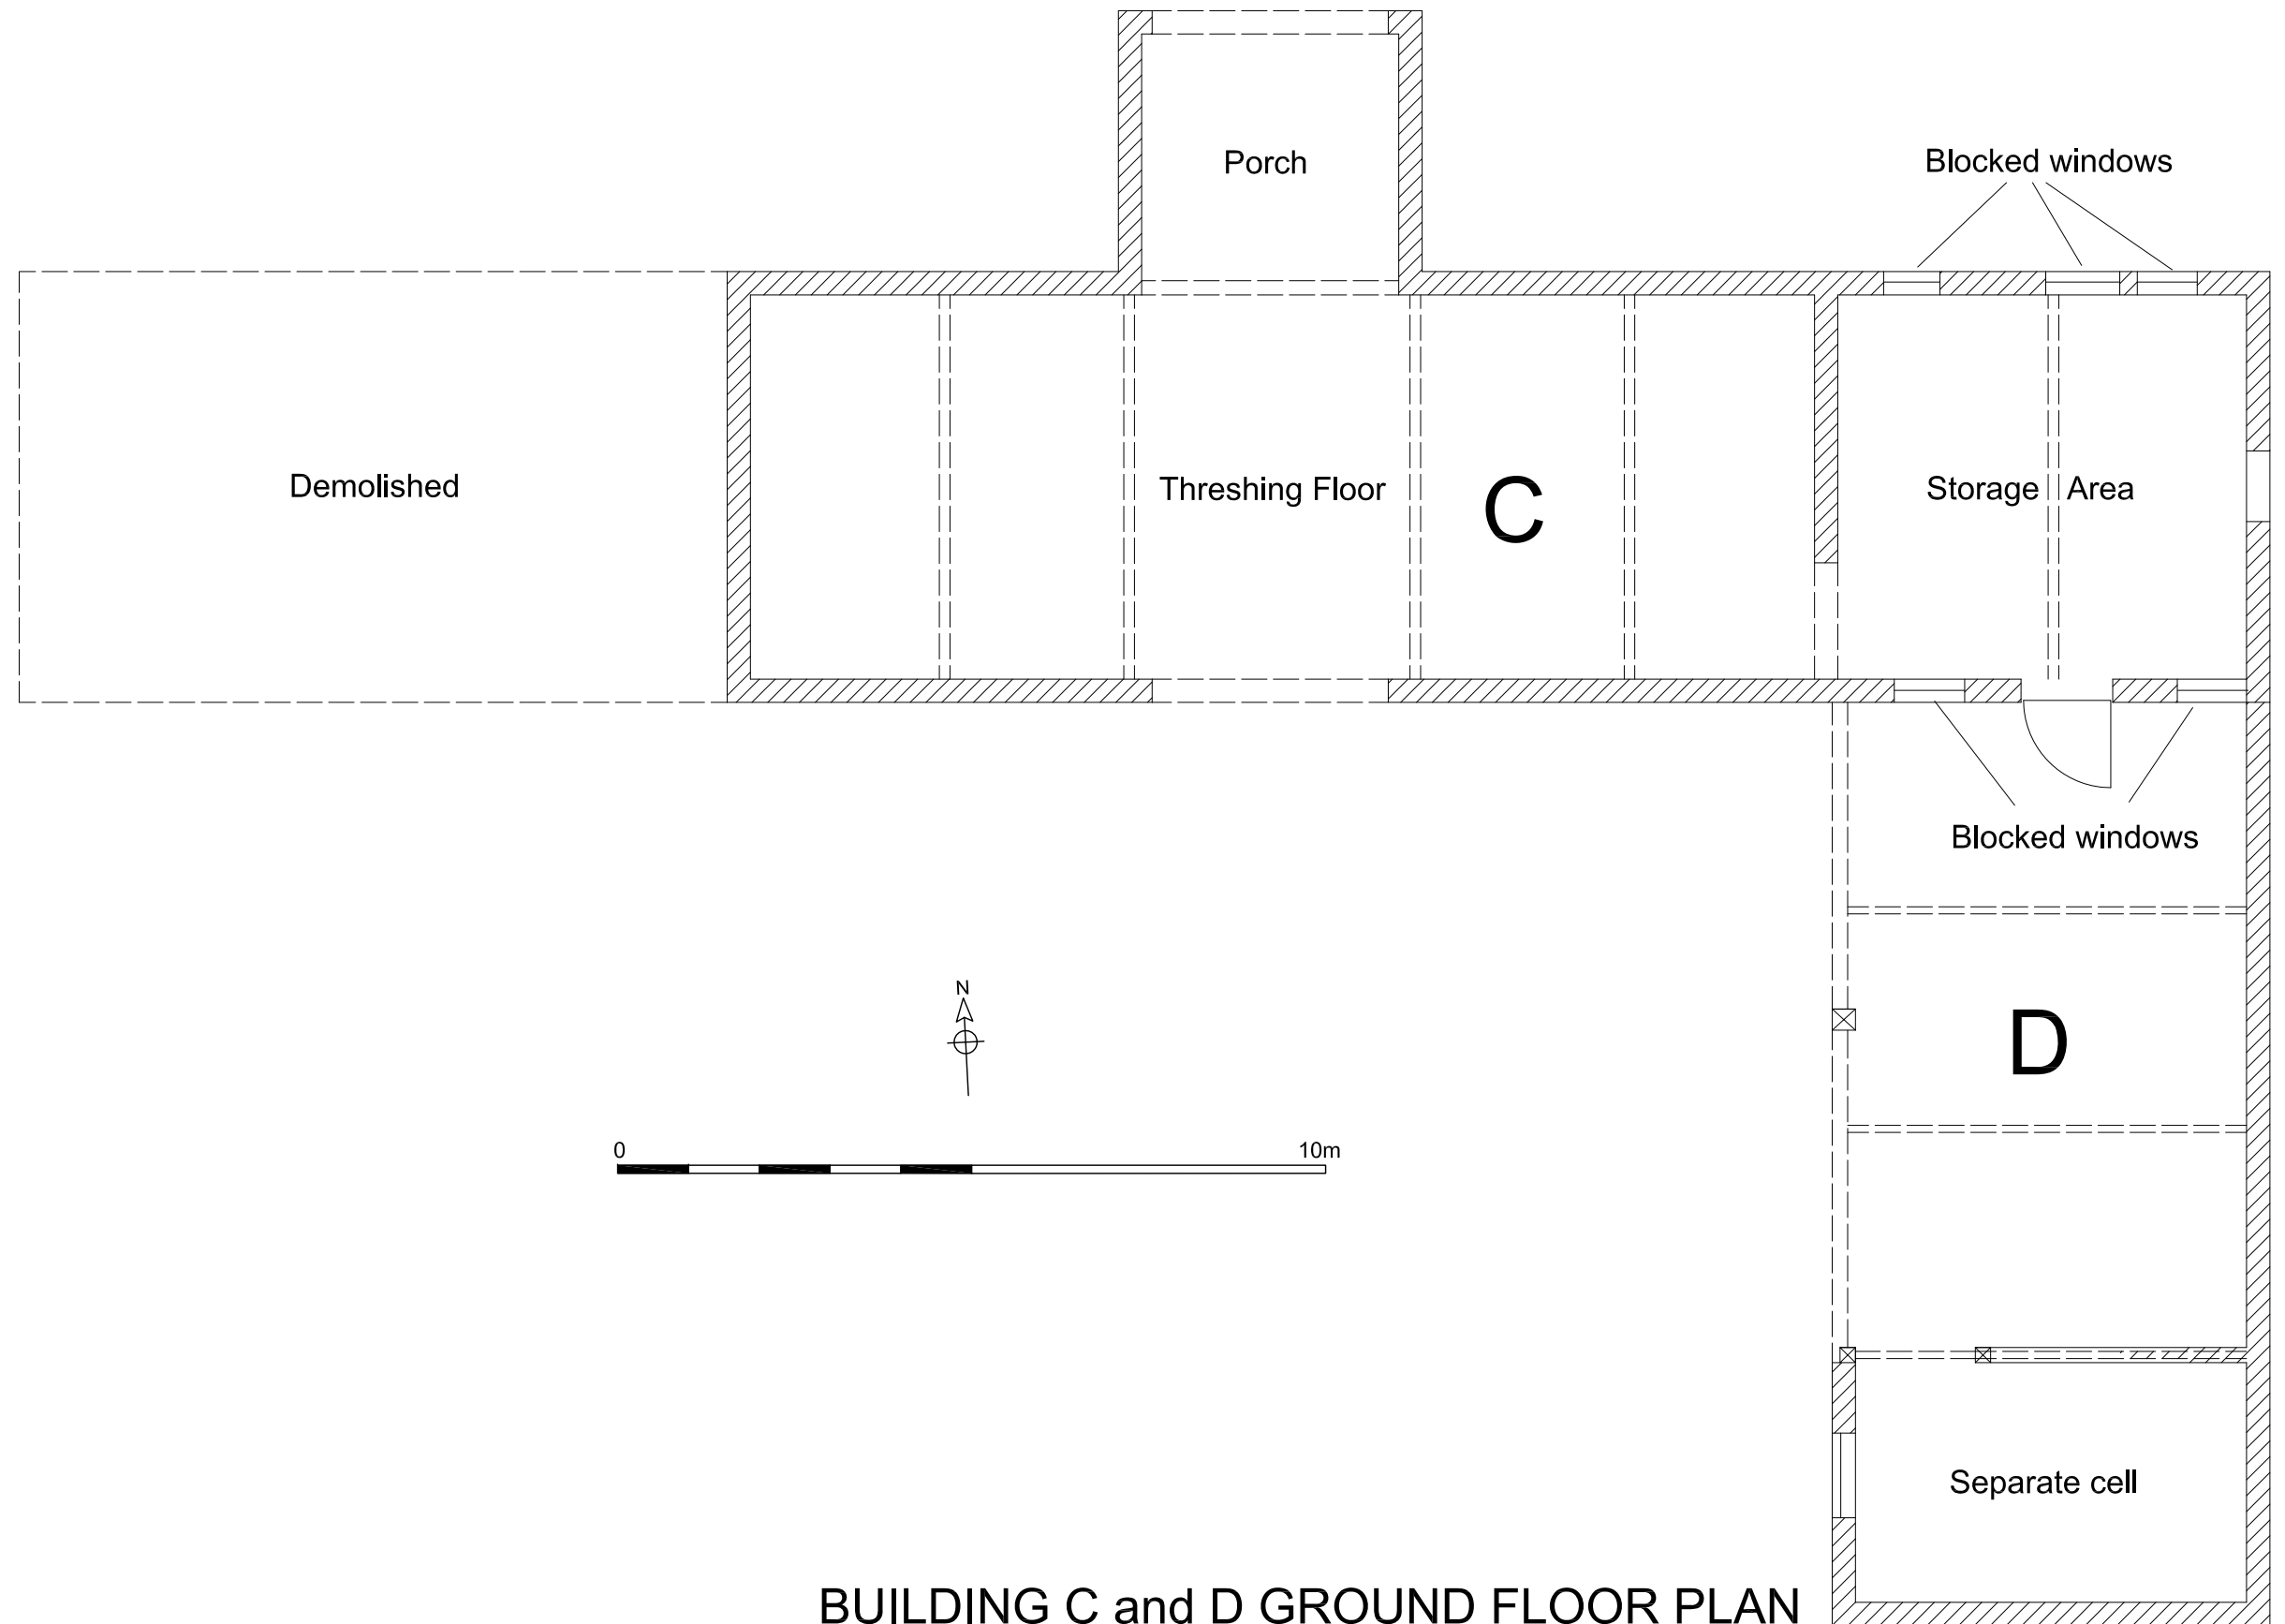 Porch
Blocked windows
Demolished
Threshing Floor
C
Storage Area
Blocked windows
N
D
0
10m
Separate cell
BUILDING C and D GROUND FLOOR PLAN